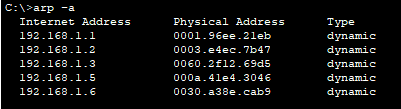 C:\>arp -a
Internet Address Physical Address Type
192.168.1.1 0001.96ee.21eb dynamic
192.168.1.2 0003.e4ec.7b47 dynamic
192.168.1.3 0060.2f12.69d5 dynamic
192.168.1.5 000a.41e4.3046 dynamic
192.168.1.6 0030.a38e.cab9 dynamic